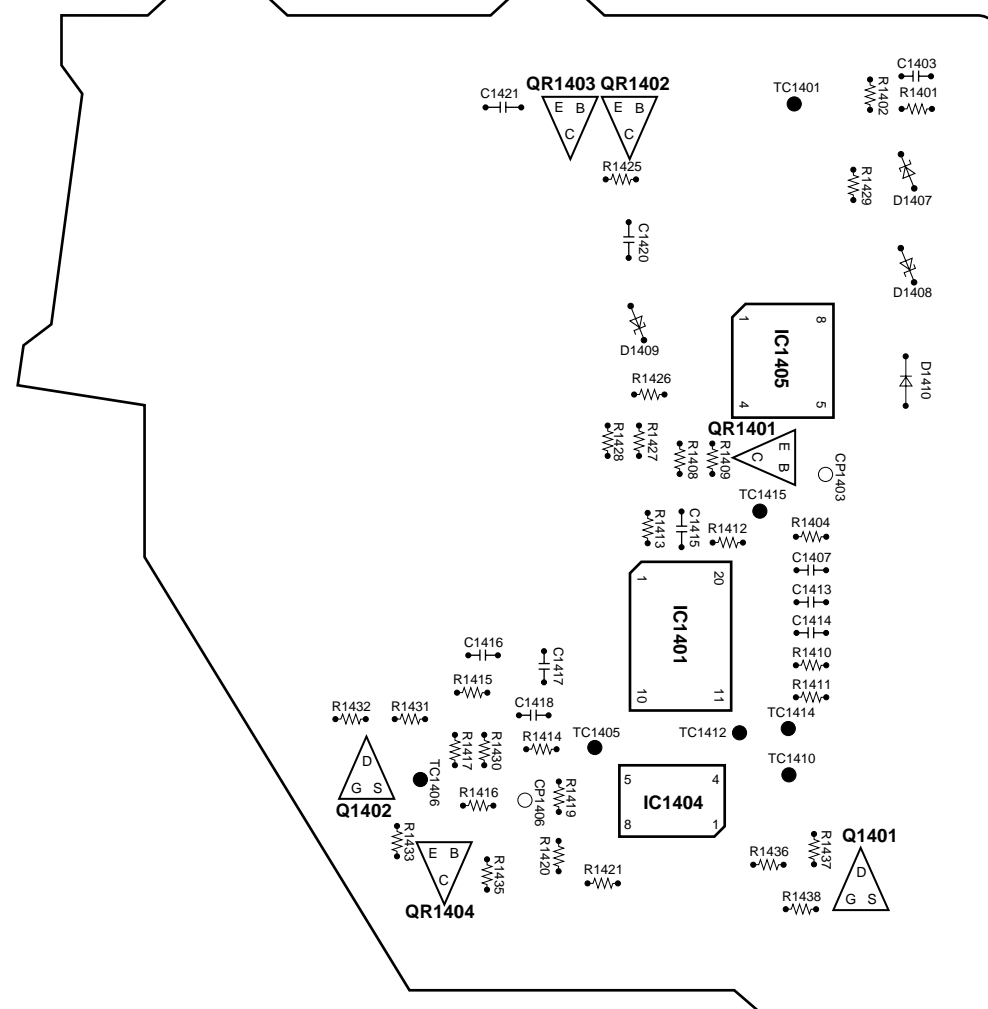 C1403
QR1403
QR1402
C1421
TC1401
R1402
R1401
E B
C
E B
C
R1425
R1429
D1407
C1420
D1408
D1409
1
8
IC1405
4
5
R1426
D1410
QR1401
E
B
C
R1428
R1427
R1408
R1409
CP1403
TC1415
R1413
C1415
R1412
R1404
C1407
1
20
IC1401
10
11
C1413
C1414
R1410
R1411
C1416
C1417
R1415
R1432
R1431
C1418
TC1414
R1417
R1430
R1414
TC1405
TC1412
TC1410
D
G S
Q1402
TC1406
R1416
CP1406
R1419
5
4
IC1404
8
1
R1433
E B
C
QR1404
R1435
R1420
R1421
R1436
R1437
Q1401
D
G S
R1438